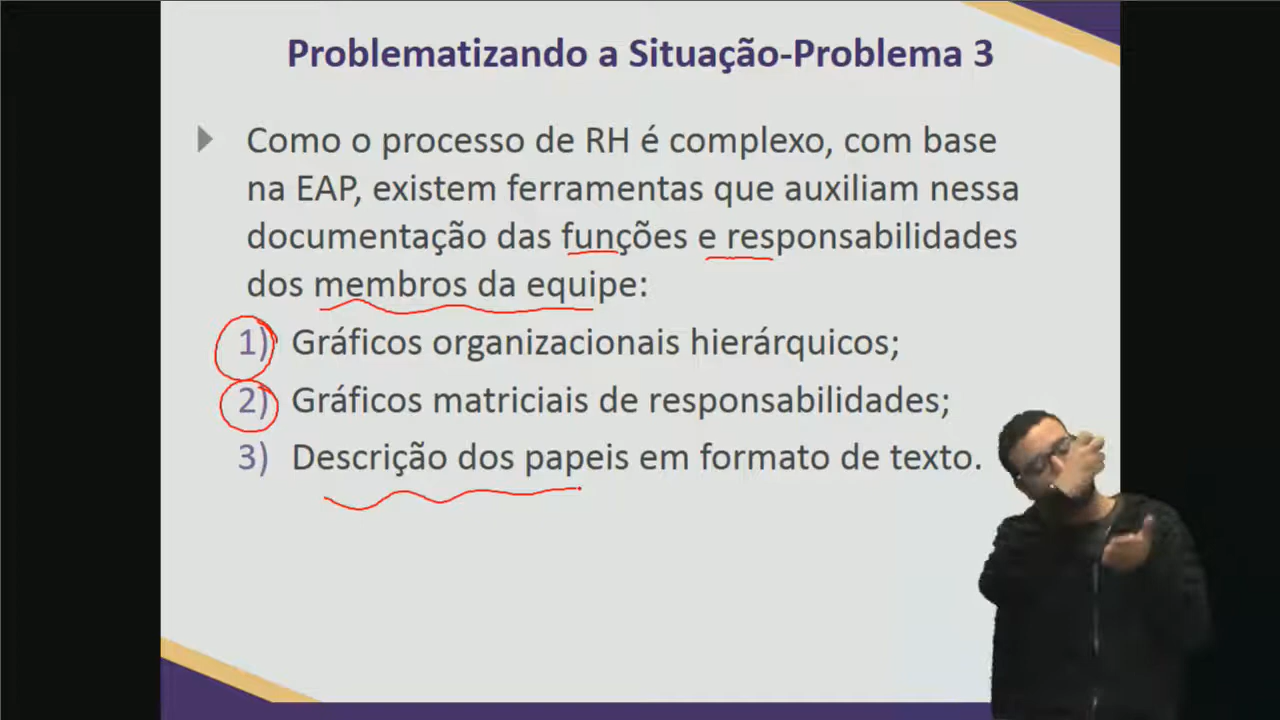 Problematizando a Situação-Problema 3
Como o processo de RH é complexo, com base
na EAP, existem ferramentas que auxiliam nessa
documentação das funções e responsabilidades
dos membros da equipe:
1) Gráficos organizacionais hierárquicos;
2) Gráficos matriciais de responsabilidades;
3) Descrição dos papeis em formato de texto.